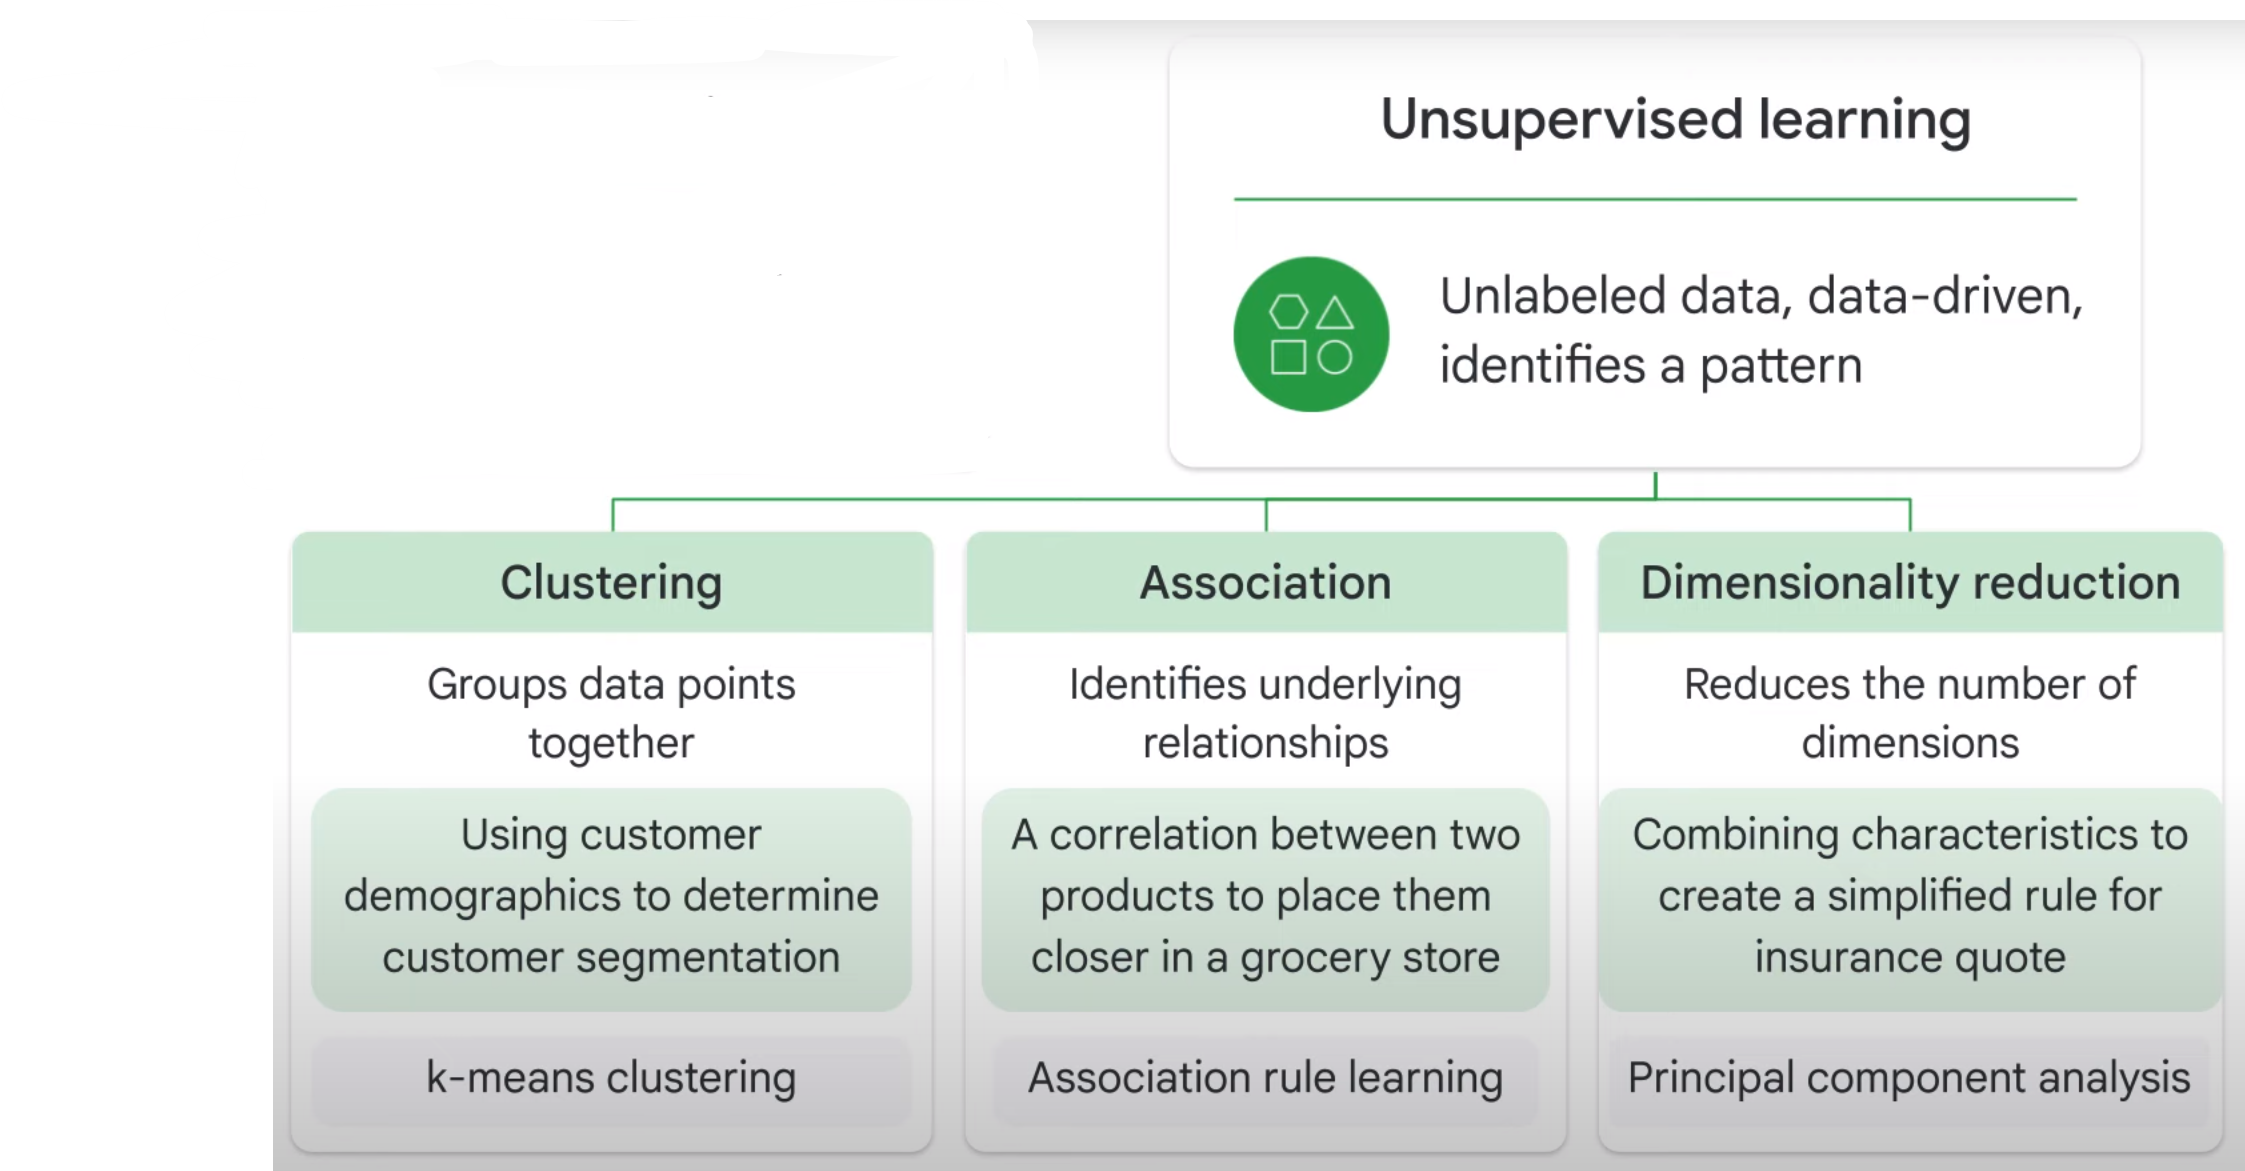 Unsupervised learning
Unlabeled data, data-driven,
identifies a pattern
Clustering
Groups data points
together
Using customer
demographics to determine
customer segmentation
k-means clustering
Association
Identifies underlying
relationships
A correlation between two
products to place them
closer in a grocery store
Association rule learning
Dimensionality reduction
Reduces the number of
dimensions
Combining characteristics to
create a simplified rule for
insurance quote
Principal component analysis